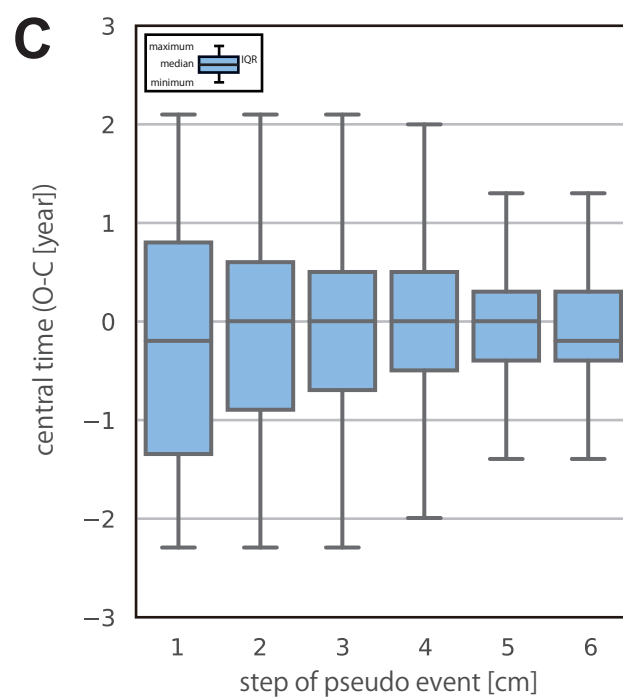 C
maximum
median
IQR
minimum
central time (O-C [year])
3
2
1
0
−1
−2
−3
1 2 3 4 5 6
step of pseudo event [cm]